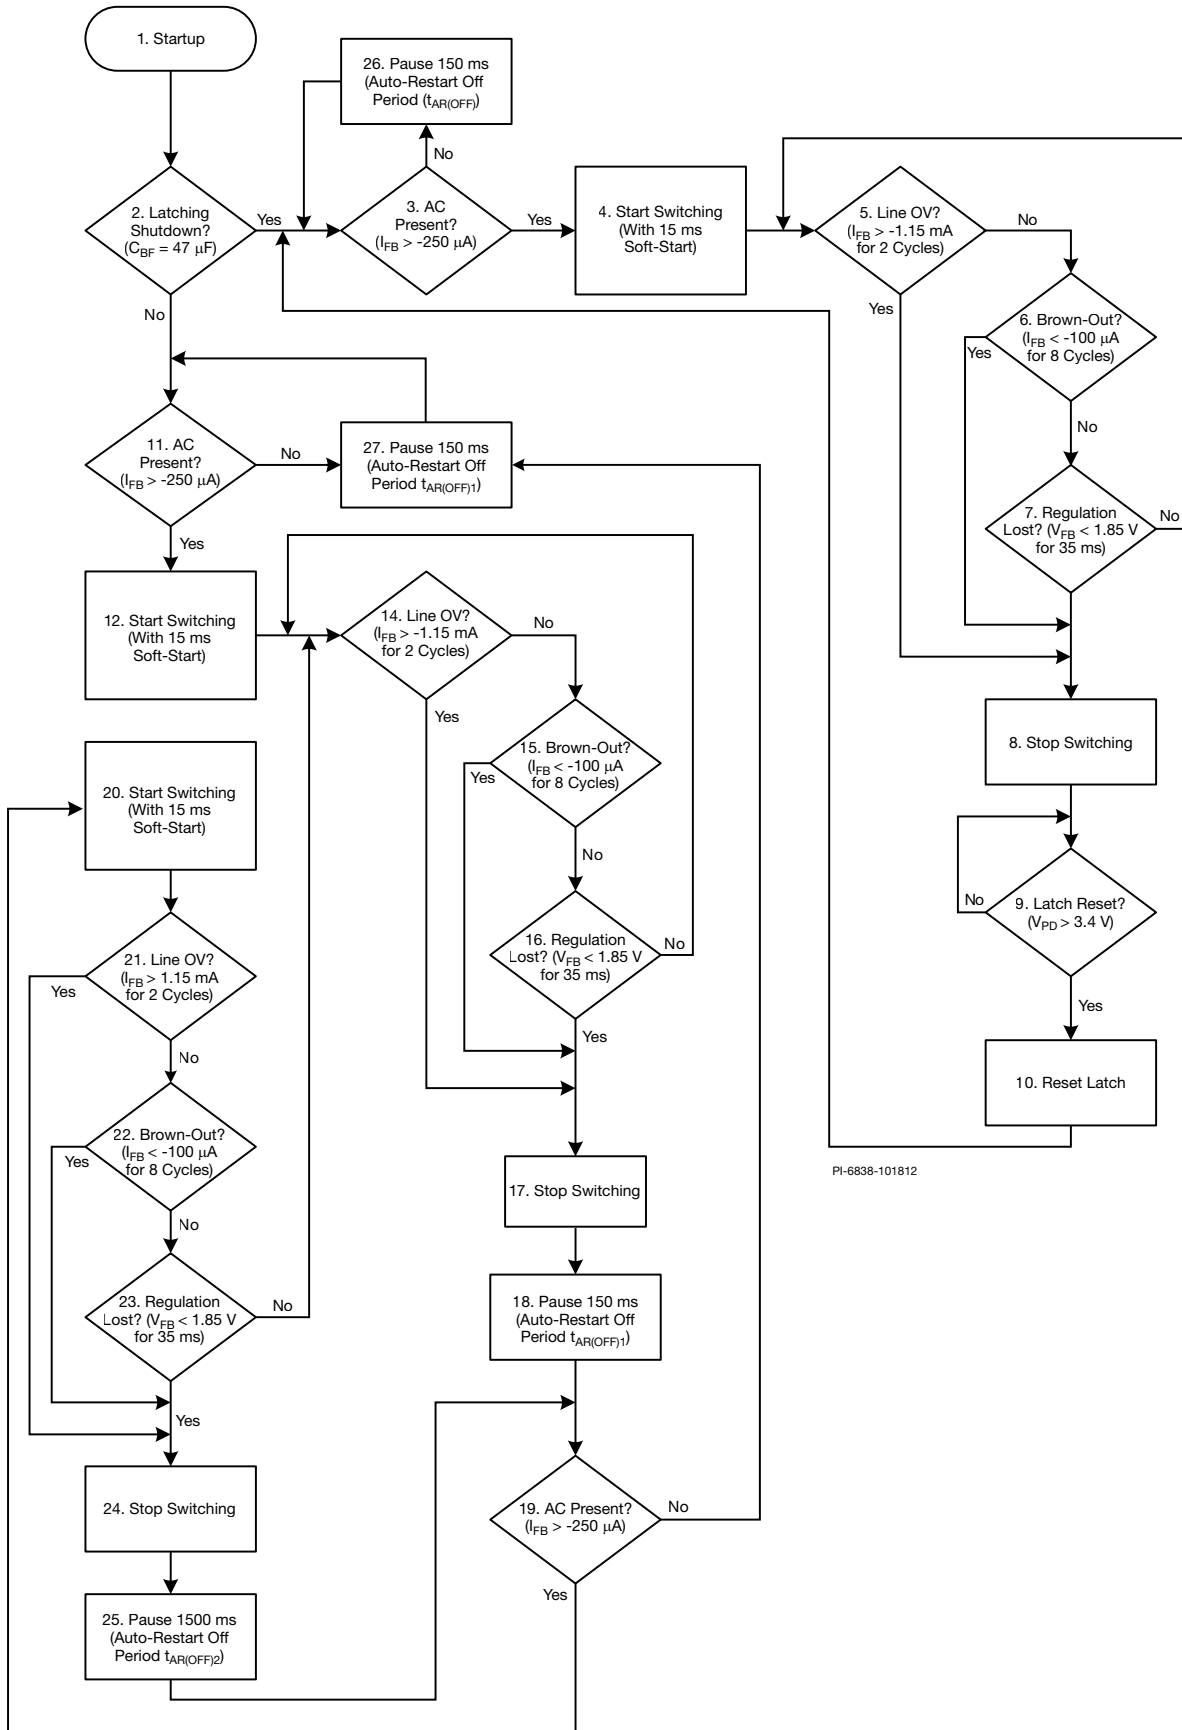 1. Startup
2. Latching
Shutdown?
(CBF = 47 µF)
Yes
No
26. Pause 150 ms
(Auto-Restart Off
Period (tAR(OFF))
No
3. AC
Present?
(IFB > -250 µA)
Yes
4. Start Switching
(With 15 ms
Soft-Start)
5. Line OV?
(IFB > -1.15 mA
for 2 Cycles)
No
Yes
6. Brown-Out?
(IFB < -100 µA
for 8 Cycles)
Yes
No
7. Regulation
Lost? (VFB < 1.85 V
for 35 ms)
No
Yes
8. Stop Switching
9. Latch Reset?
(VPD > 3.4 V)
No
Yes
10. Reset Latch
PI-6838-101812
11. AC
Present?
(IFB > -250 µA)
No
Yes
27. Pause 150 ms
(Auto-Restart Off
Period tAR(OFF)1)
12. Start Switching
(With 15 ms
Soft-Start)
14. Line OV?
(IFB > -1.15 mA
for 2 Cycles)
No
Yes
15. Brown-Out?
(IFB < -100 µA
for 8 Cycles)
Yes
No
16. Regulation
Lost? (VFB < 1.85 V
for 35 ms)
No
Yes
17. Stop Switching
18. Pause 150 ms
(Auto-Restart Off
Period tAR(OFF)1)
19. AC Present?
(IFB > -250 µA)
No
Yes
20. Start Switching
(With 15 ms
Soft-Start)
21. Line OV?
(IFB > 1.15 mA
for 2 Cycles)
Yes
No
22. Brown-Out?
(IFB < -100 µA
for 8 Cycles)
Yes
No
23. Regulation
Lost? (VFB < 1.85 V
for 35 ms)
No
Yes
24. Stop Switching
25. Pause 1500 ms
(Auto-Restart Off
Period tAR(OFF)2)